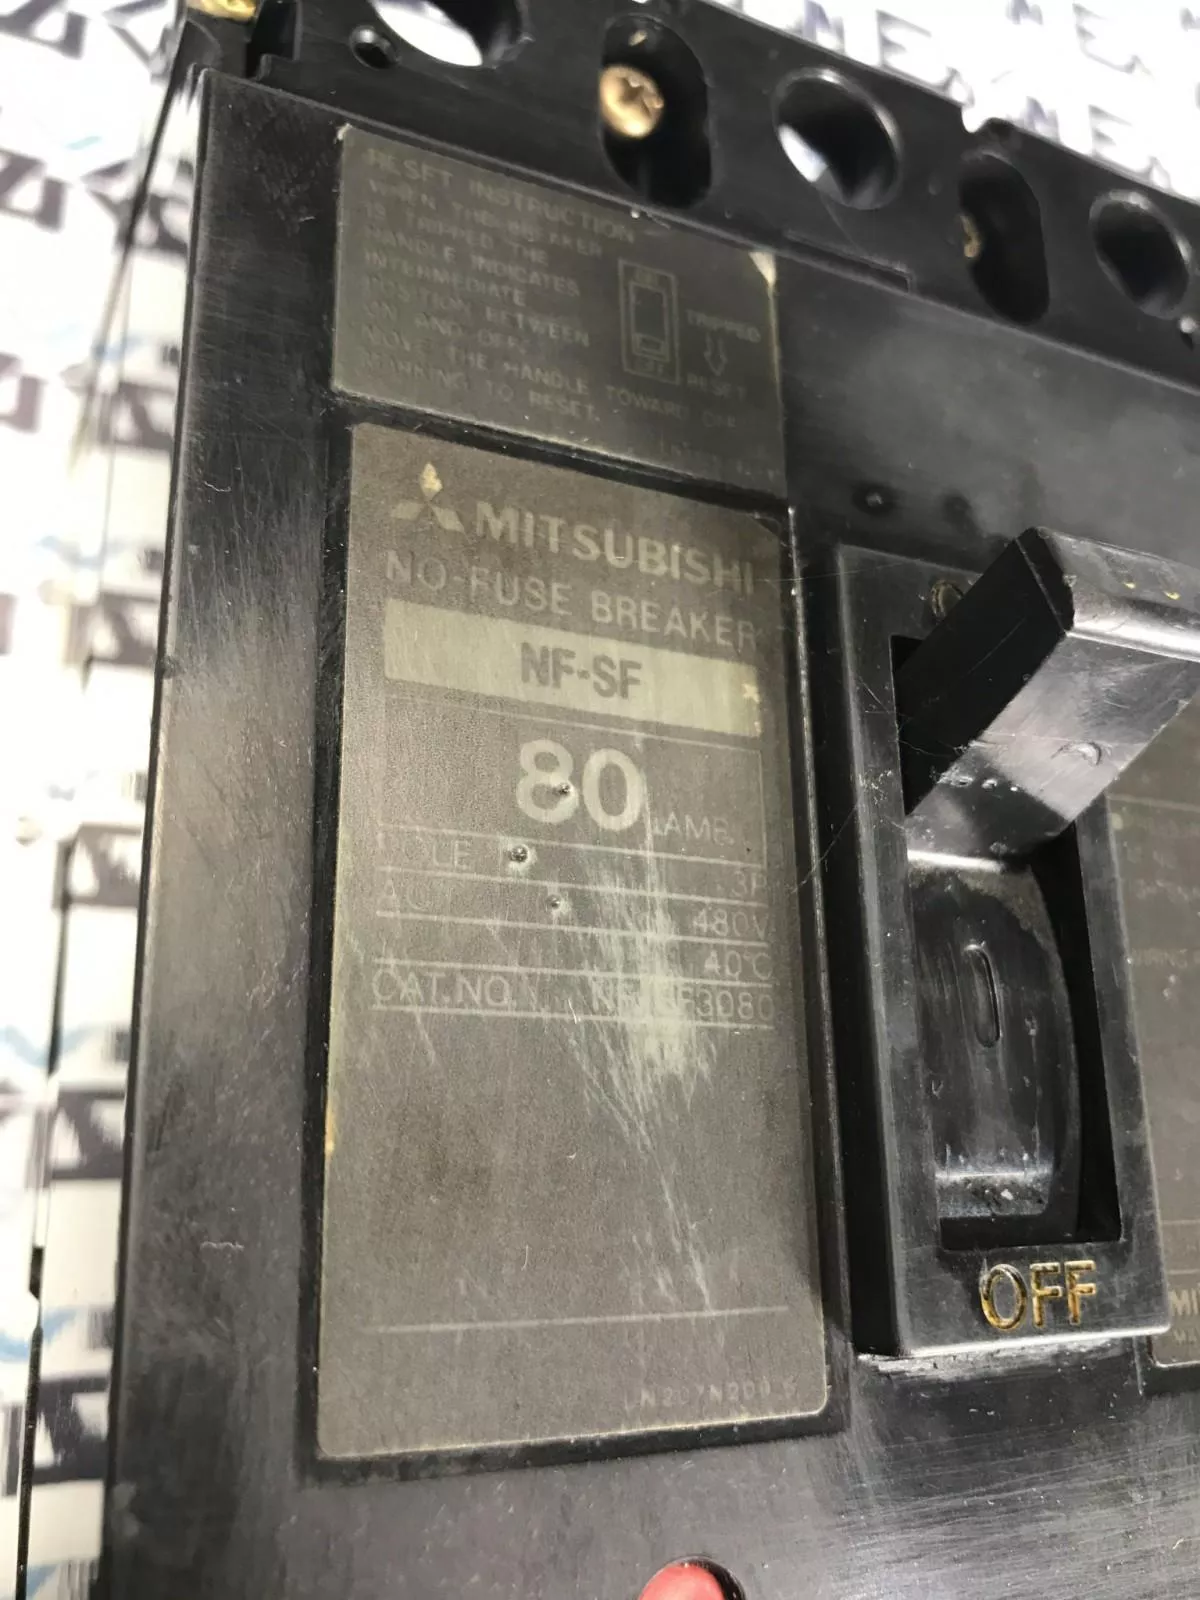 RESET INSTRUCTION
WHEN THE BREAKER
IS TRIPPED THE
HANDLE INDICATES
INTERMEDIATE
POSITION BETWEEN
ON AND OFF.
MOVE THE HANDLE TOWARD OFF
MARKING TO RESET.
TRIPPED
RESET
MITSUBISHI
NO-FUSE BREAKER
NF-SF
80 AMP.
3P
AC 480V
40°C
CAT.NO. 3080
OFF